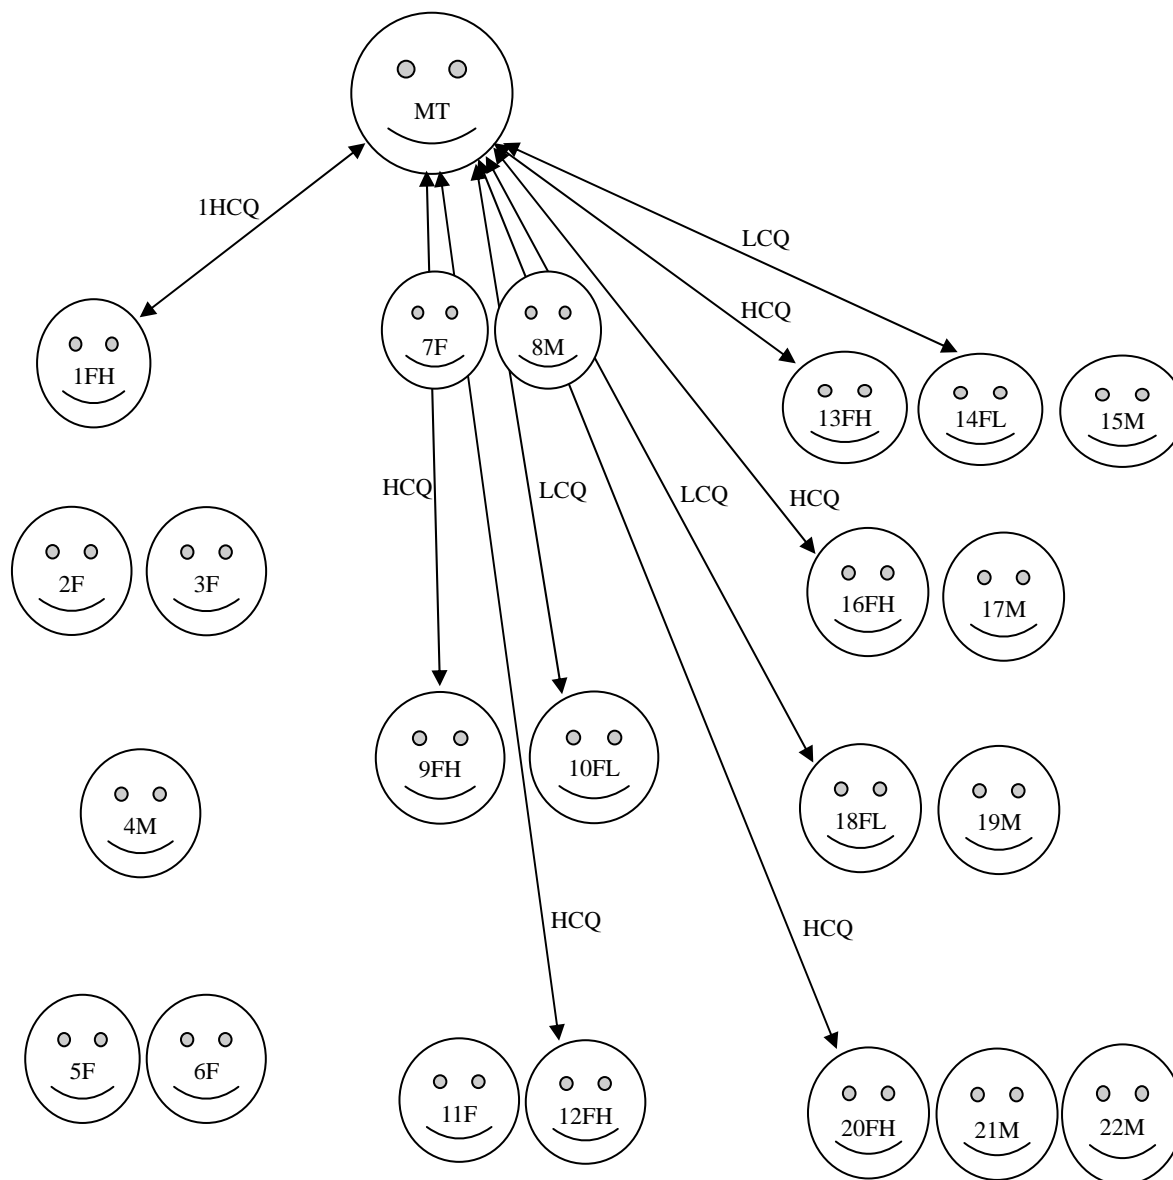 MT
1HCQ
LCQ
HCQ
7F
8M
1FH
13FH
14FL
15M
HCQ
LCQ
LCQ
HCQ
2F
3F
16FH
17M
9FH
10FL
4M
18FL
19M
HCQ
HCQ
5F
6F
11F
12FH
20FH
21M
22M